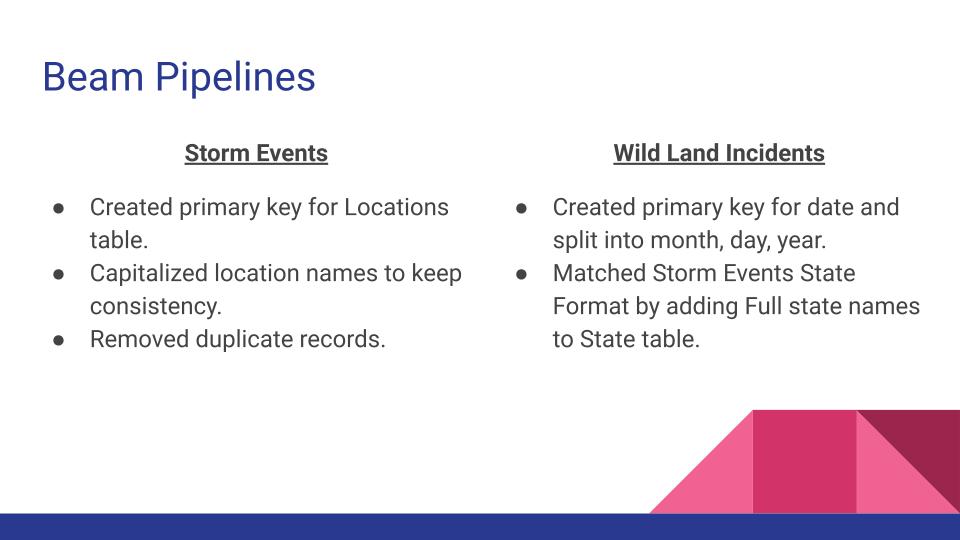 Beam Pipelines
Storm Events
● Created primary key for Locations
table.
● Capitalized location names to keep
consistency.
● Removed duplicate records.
Wild Land Incidents
● Created primary key for date and
split into month, day, year.
● Matched Storm Events State
Format by adding Full state names
to State table.